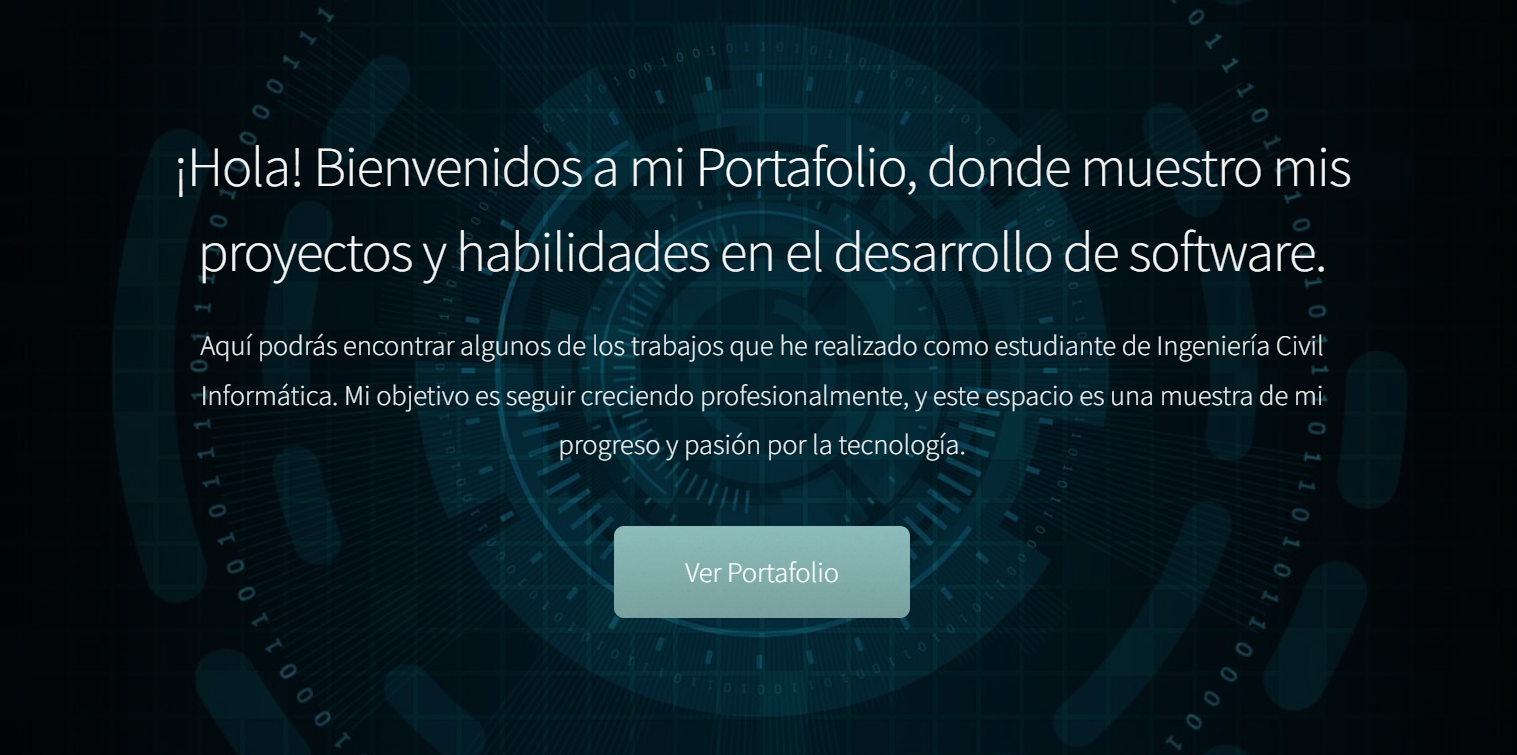 ¡Hola! Bienvenidos a mi Portafolio, donde muestro mis
proyectos y habilidades en el desarrollo de software.
Aquí podrás encontrar algunos de los trabajos que he realizado como estudiante de Ingeniería Civil
Informática. Mi objetivo es seguir creciendo profesionalmente, y este espacio es una muestra de mi
progreso y pasión por la tecnología.
Ver Portafolio